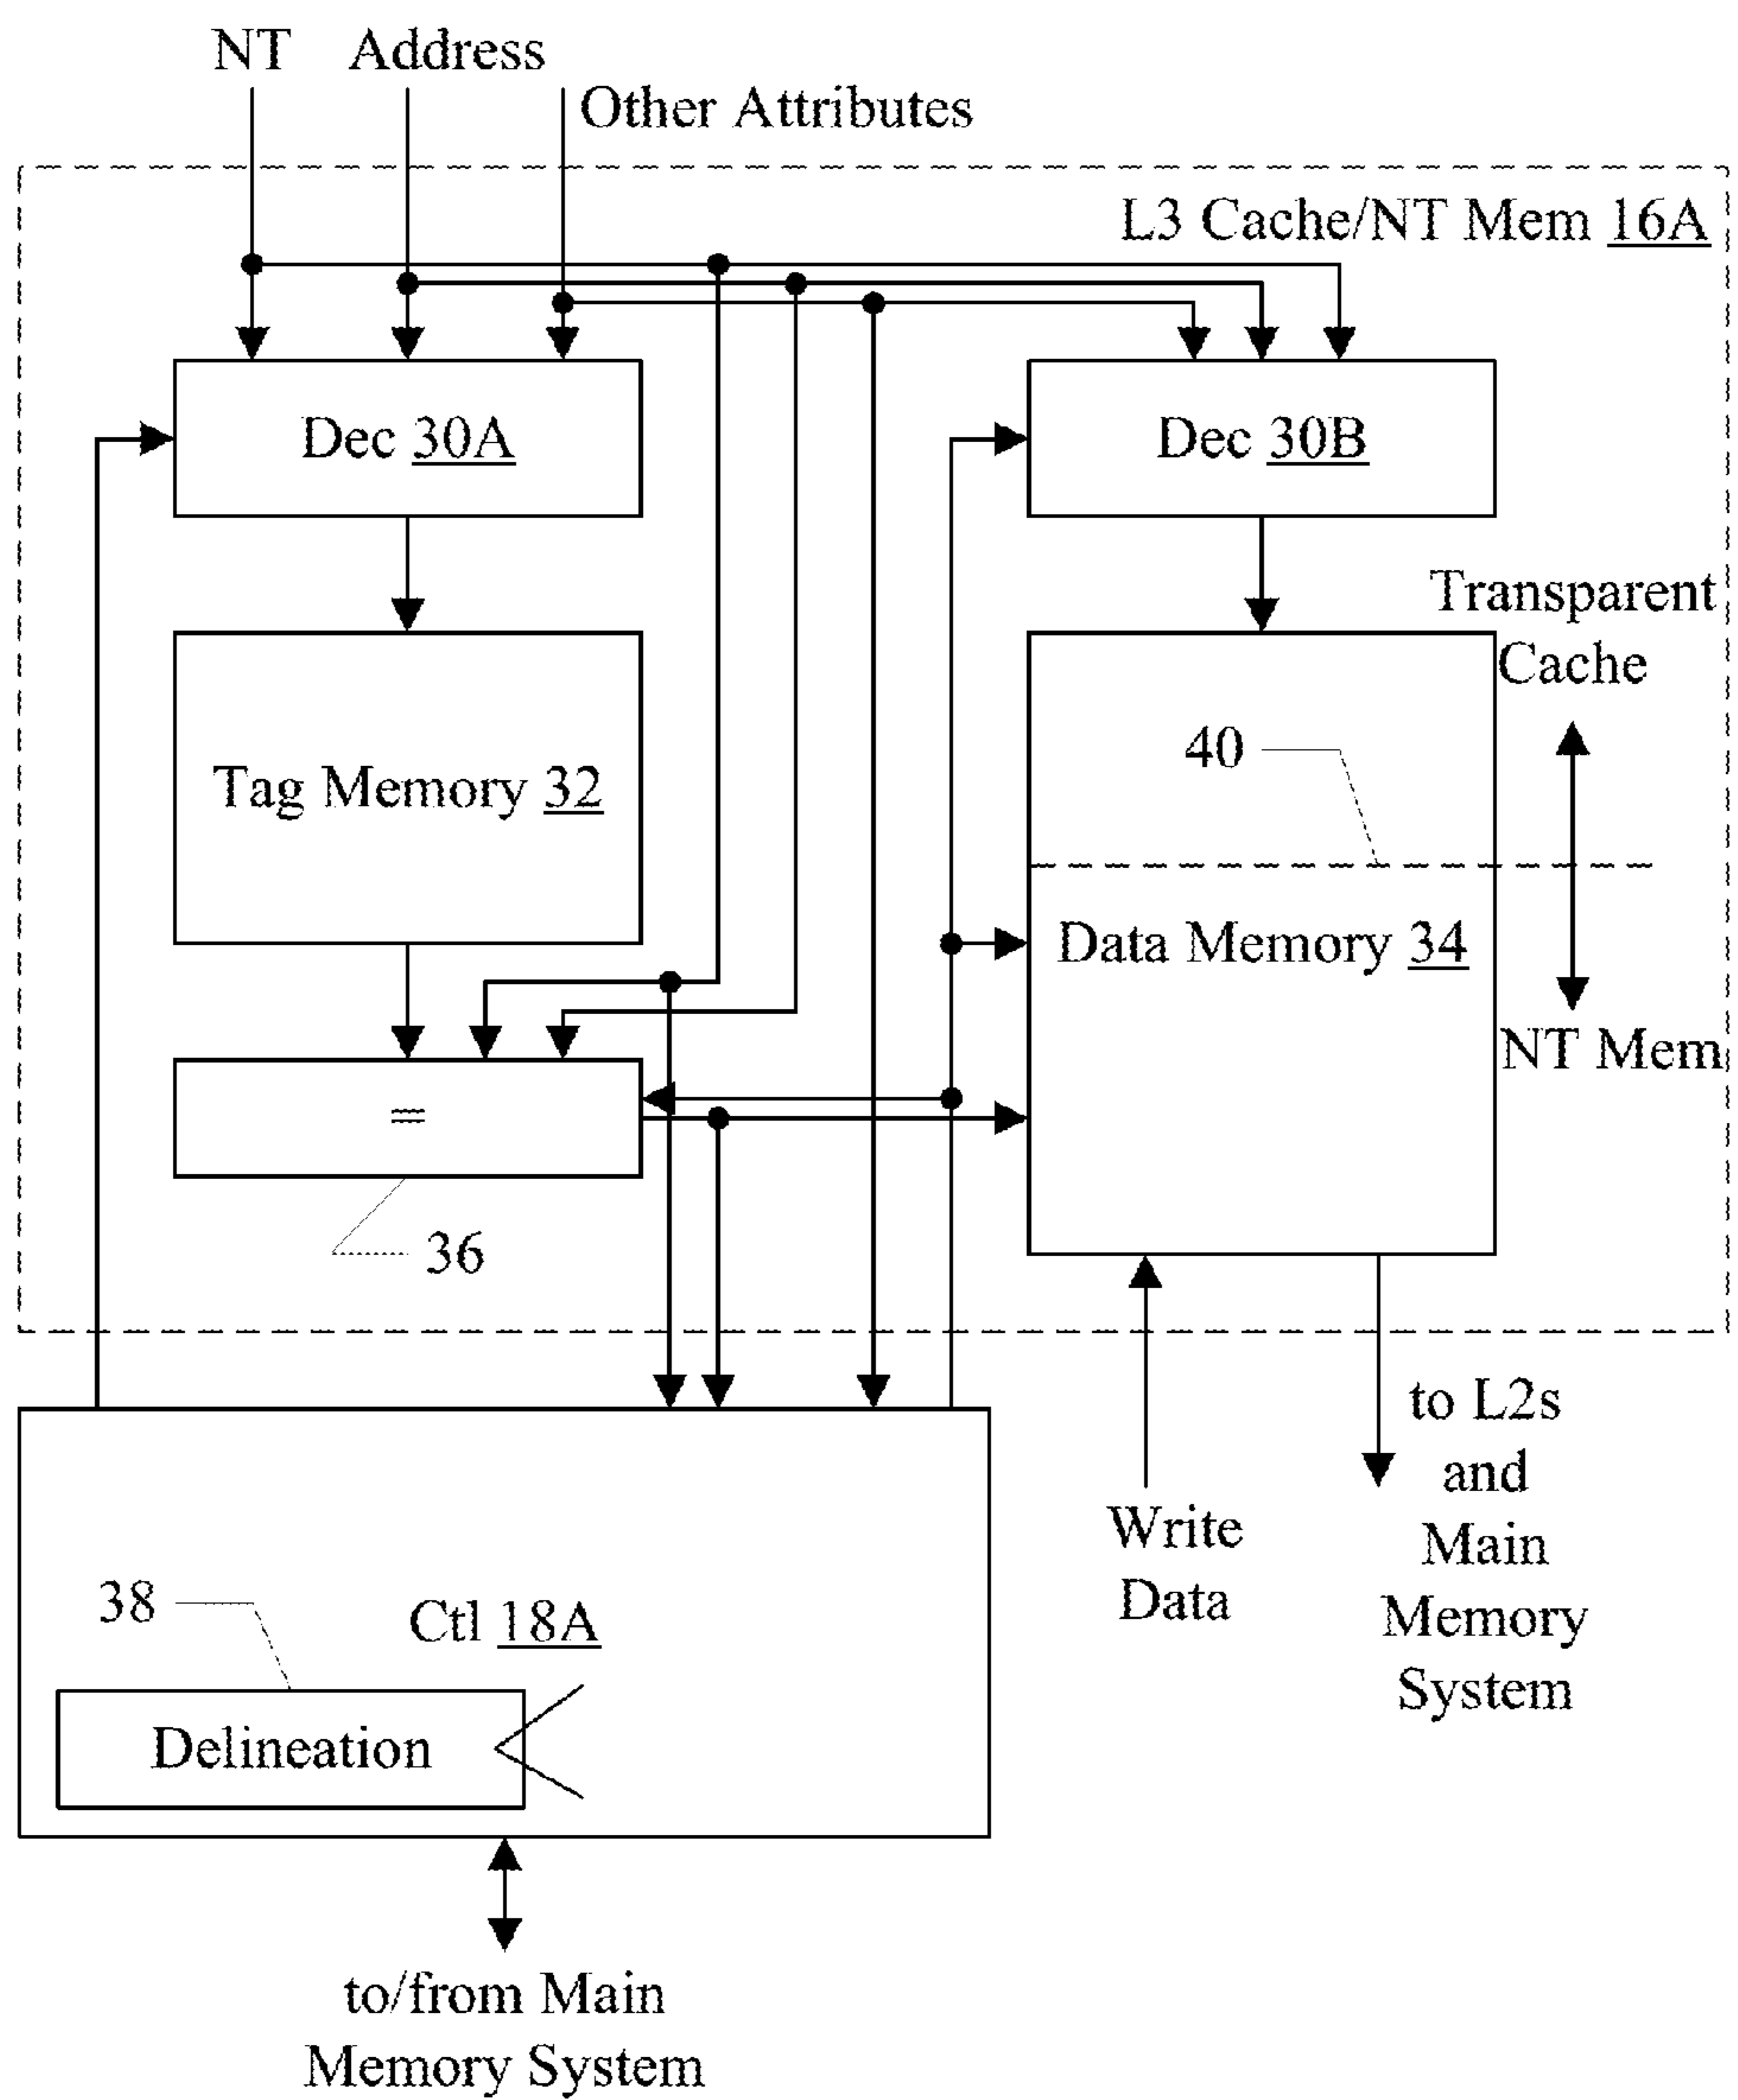 NT
Address
Other Attributes
L3 Cache/NT Mem 16A
Dec 30A
Dec 30B
Transparent
Cache
40
Tag Memory 32
Data Memory 34
NT Mem
=
36
to L2s
and
Main
Memory
System
Write
Data
38
Ctl 18A
Delineation
to/from Main
Memory System